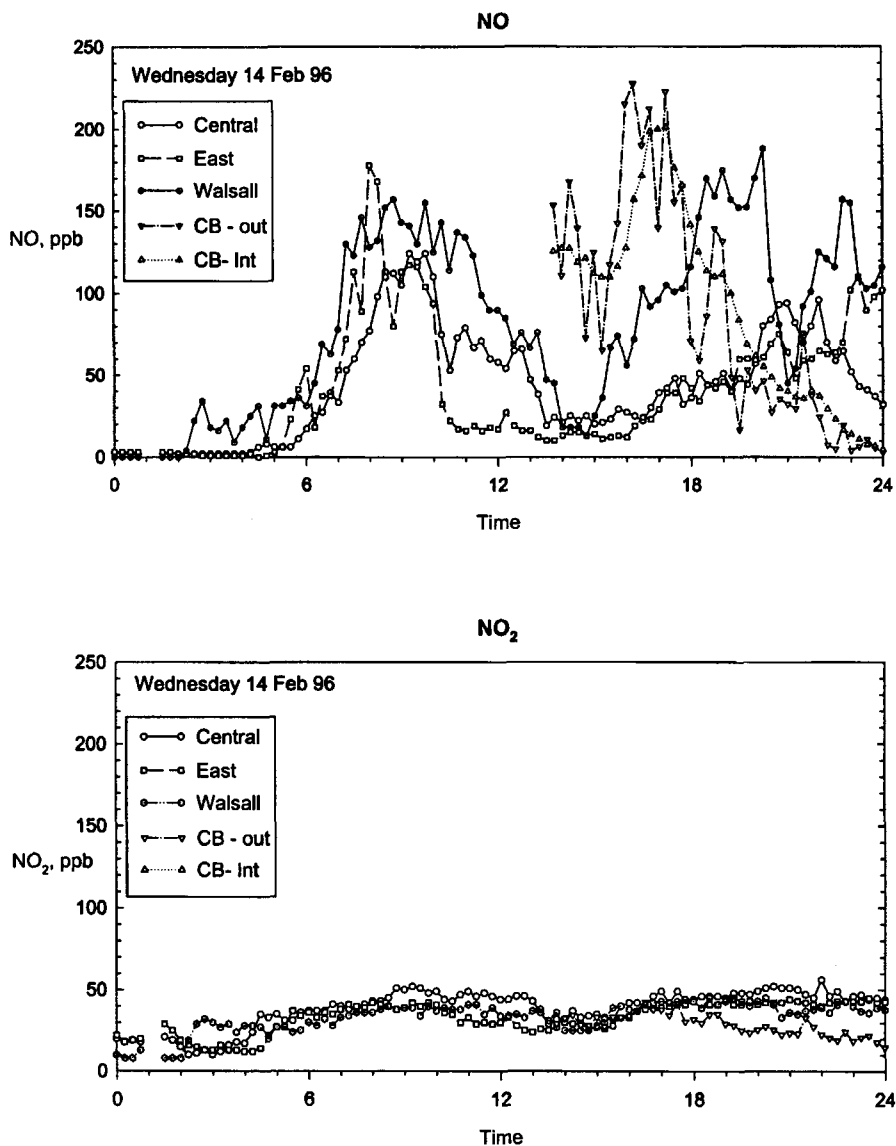 NO
250
Wednesday 14 Feb 96
Central
East
Walsall
CB - out
CB- Int
200
150
NO, ppb
100
50
0
0 6 12 18 24
Time
NO₂
250
Wednesday 14 Feb 96
Central
East
Walsall
CB - out
CB- Int
200
150
NO₂, ppb
100
50
0
0 6 12 18 24
Time